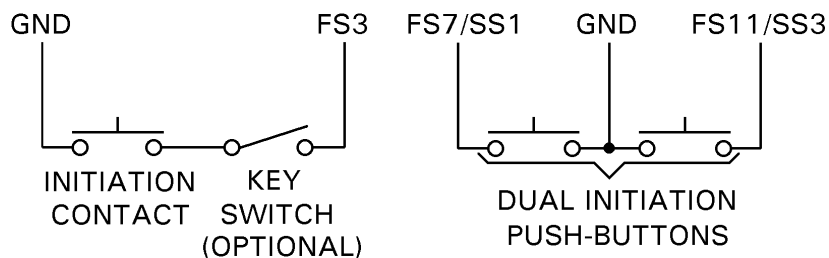 GND FS3 FS7/SS1 GND FS11/SS3
INITIATION CONTACT
KEY SWITCH (OPTIONAL)
DUAL INITIATION PUSH-BUTTONS